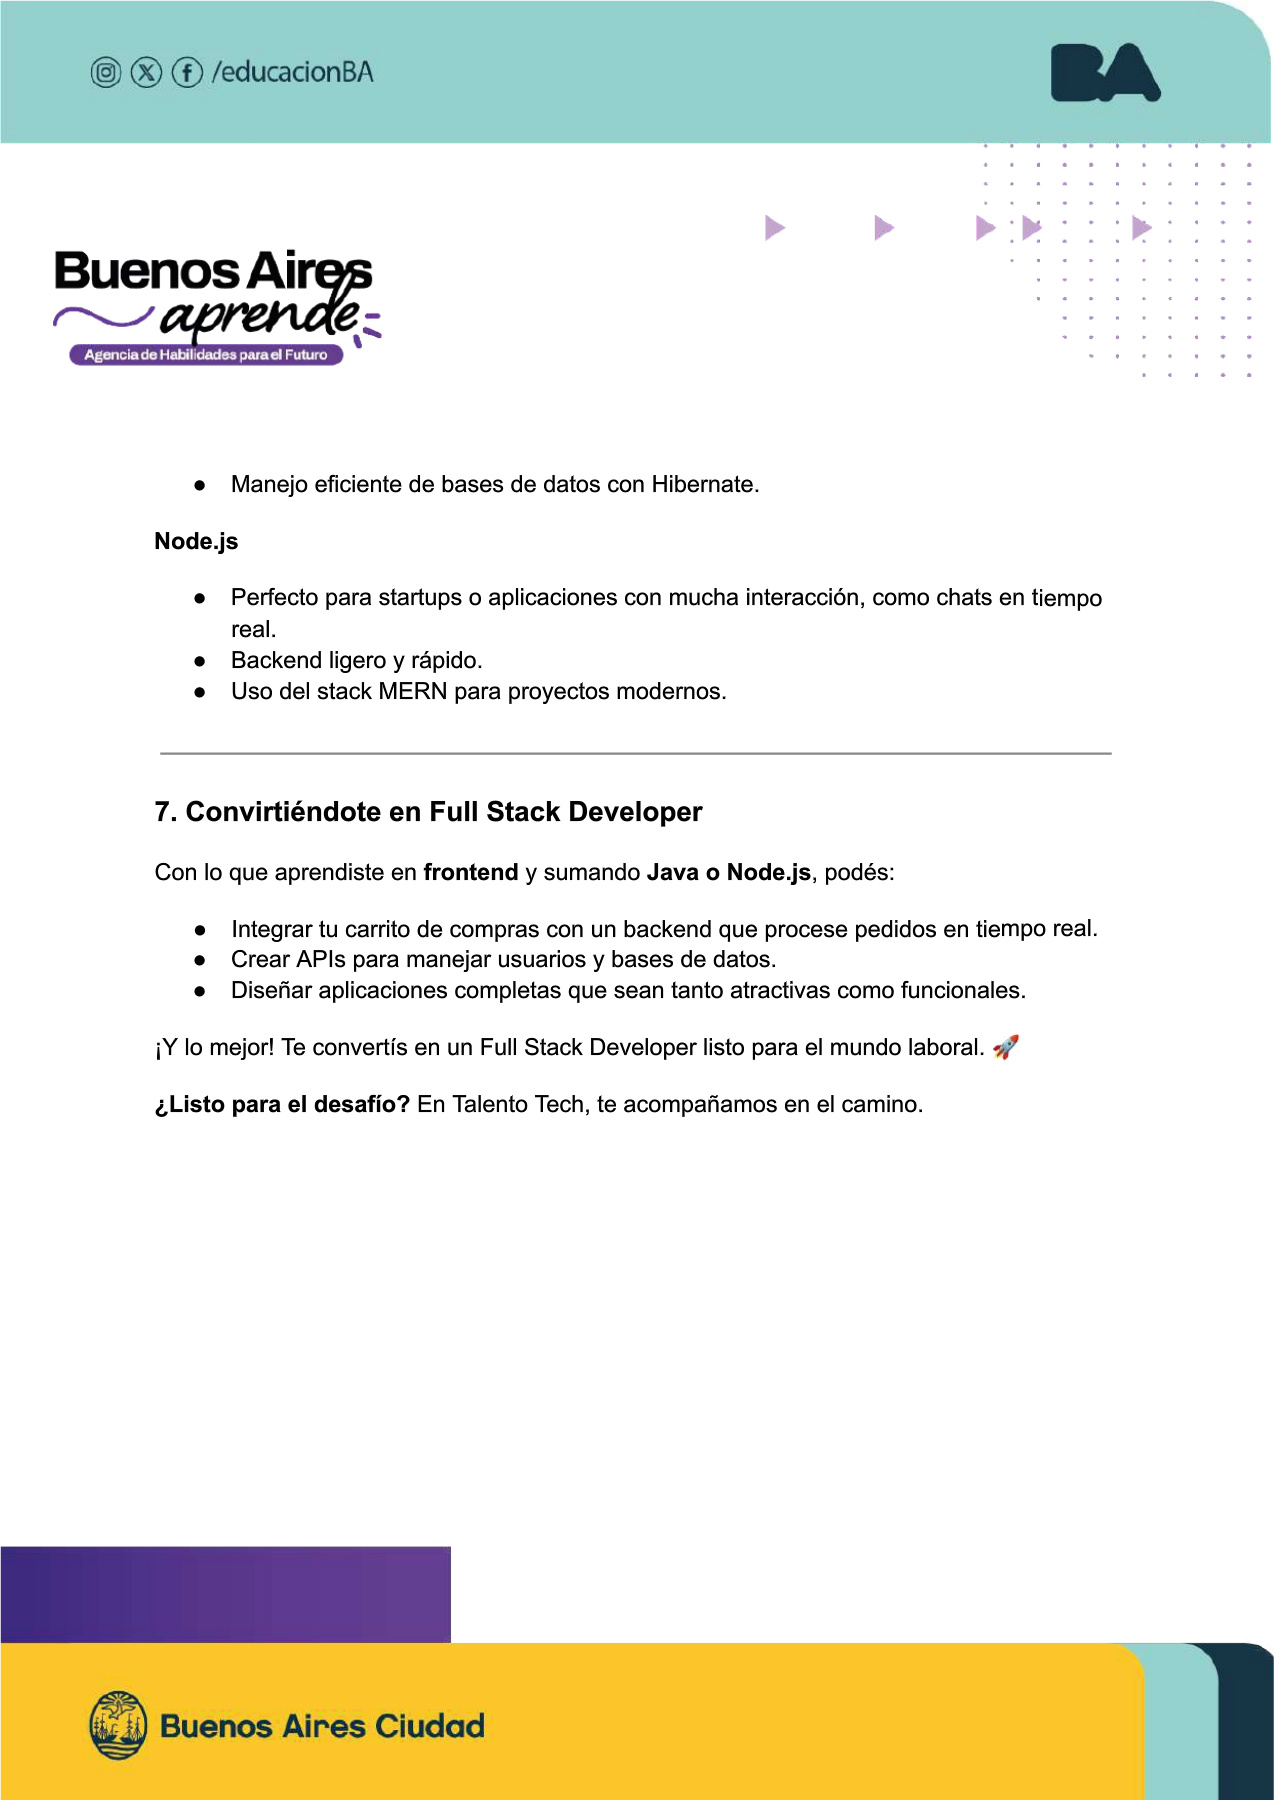 /educacionBA
BA
Buenos Aires
aprende
Agencia de Habilidades para el Futuro
● Manejo eficiente de bases de datos con Hibernate.
Node.js
● Perfecto para startups o aplicaciones con mucha interacción, como chats en tiempo
real.
● Backend ligero y rápido.
● Uso del stack MERN para proyectos modernos.
7. Convirtiéndote en Full Stack Developer
Con lo que aprendiste en frontend y sumando Java o Node.js, podés:
● Integrar tu carrito de compras con un backend que procese pedidos en tiempo real.
● Crear APIs para manejar usuarios y bases de datos.
● Diseñar aplicaciones completas que sean tanto atractivas como funcionales.
¡Y lo mejor! Te convertís en un Full Stack Developer listo para el mundo laboral. 🚀
¿Listo para el desafío? En Talento Tech, te acompañamos en el camino.
Buenos Aires Ciudad